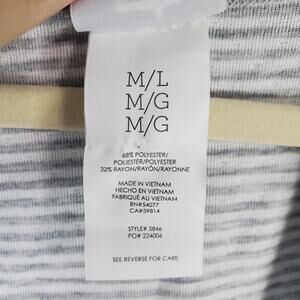 M/L
M/G
M/G
68% POLYESTER/
POLIÉSTER/POLYESTER
32% RAYON/RAYÓN/RAYONNE
MADE IN VIETNAM
HECHO EN VIETNAM
FABRIQUÉ AU VIETNAM
RN#54077
CA#59814
STYLE# 5846
PO# 224006
SEE REVERSE FOR CARE